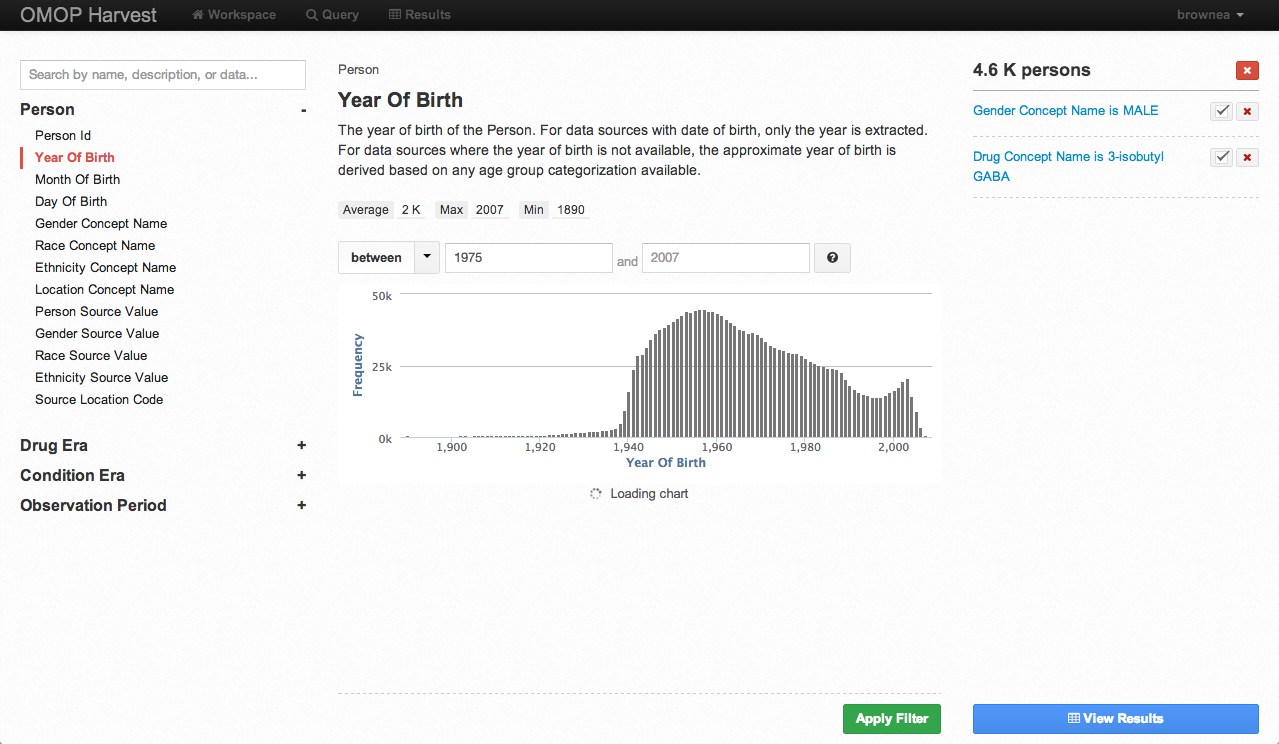 OMOP Harvest
Workspace
Query
Results
brownea
Search by name, description, or data...
Person
-
Person Id
Year Of Birth
Month Of Birth
Day Of Birth
Gender Concept Name
Race Concept Name
Ethnicity Concept Name
Location Concept Name
Person Source Value
Gender Source Value
Race Source Value
Ethnicity Source Value
Source Location Code
Drug Era +
Condition Era +
Observation Period +
Person
Year Of Birth
The year of birth of the Person. For data sources with date of birth, only the year is extracted.
For data sources where the year of birth is not available, the approximate year of birth is
derived based on any age group categorization available.
Average 2 K Max 2007 Min 1890
between 1975 and 2007 ?
50k
25k
0k
Frequency
1,900 1,920 1,940 1,960 1,980 2,000
Year Of Birth
Loading chart
Apply Filter
4.6 K persons
Gender Concept Name is MALE
Drug Concept Name is 3-isobutyl
GABA
View Results